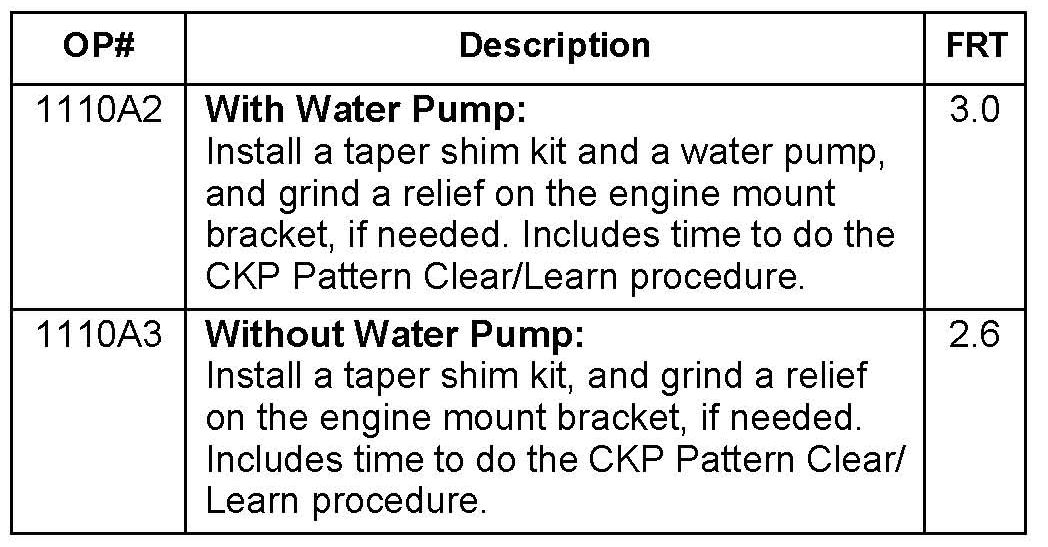 OP# Description FRT
1110A2 With Water Pump: 3.0
Install a taper shim kit and a water pump,
and grind a relief on the engine mount
bracket, if needed. Includes time to do the
CKP Pattern Clear/Learn procedure.
1110A3 Without Water Pump: 2.6
Install a taper shim kit, and grind a relief
on the engine mount bracket, if needed.
Includes time to do the CKP Pattern Clear/
Learn procedure.